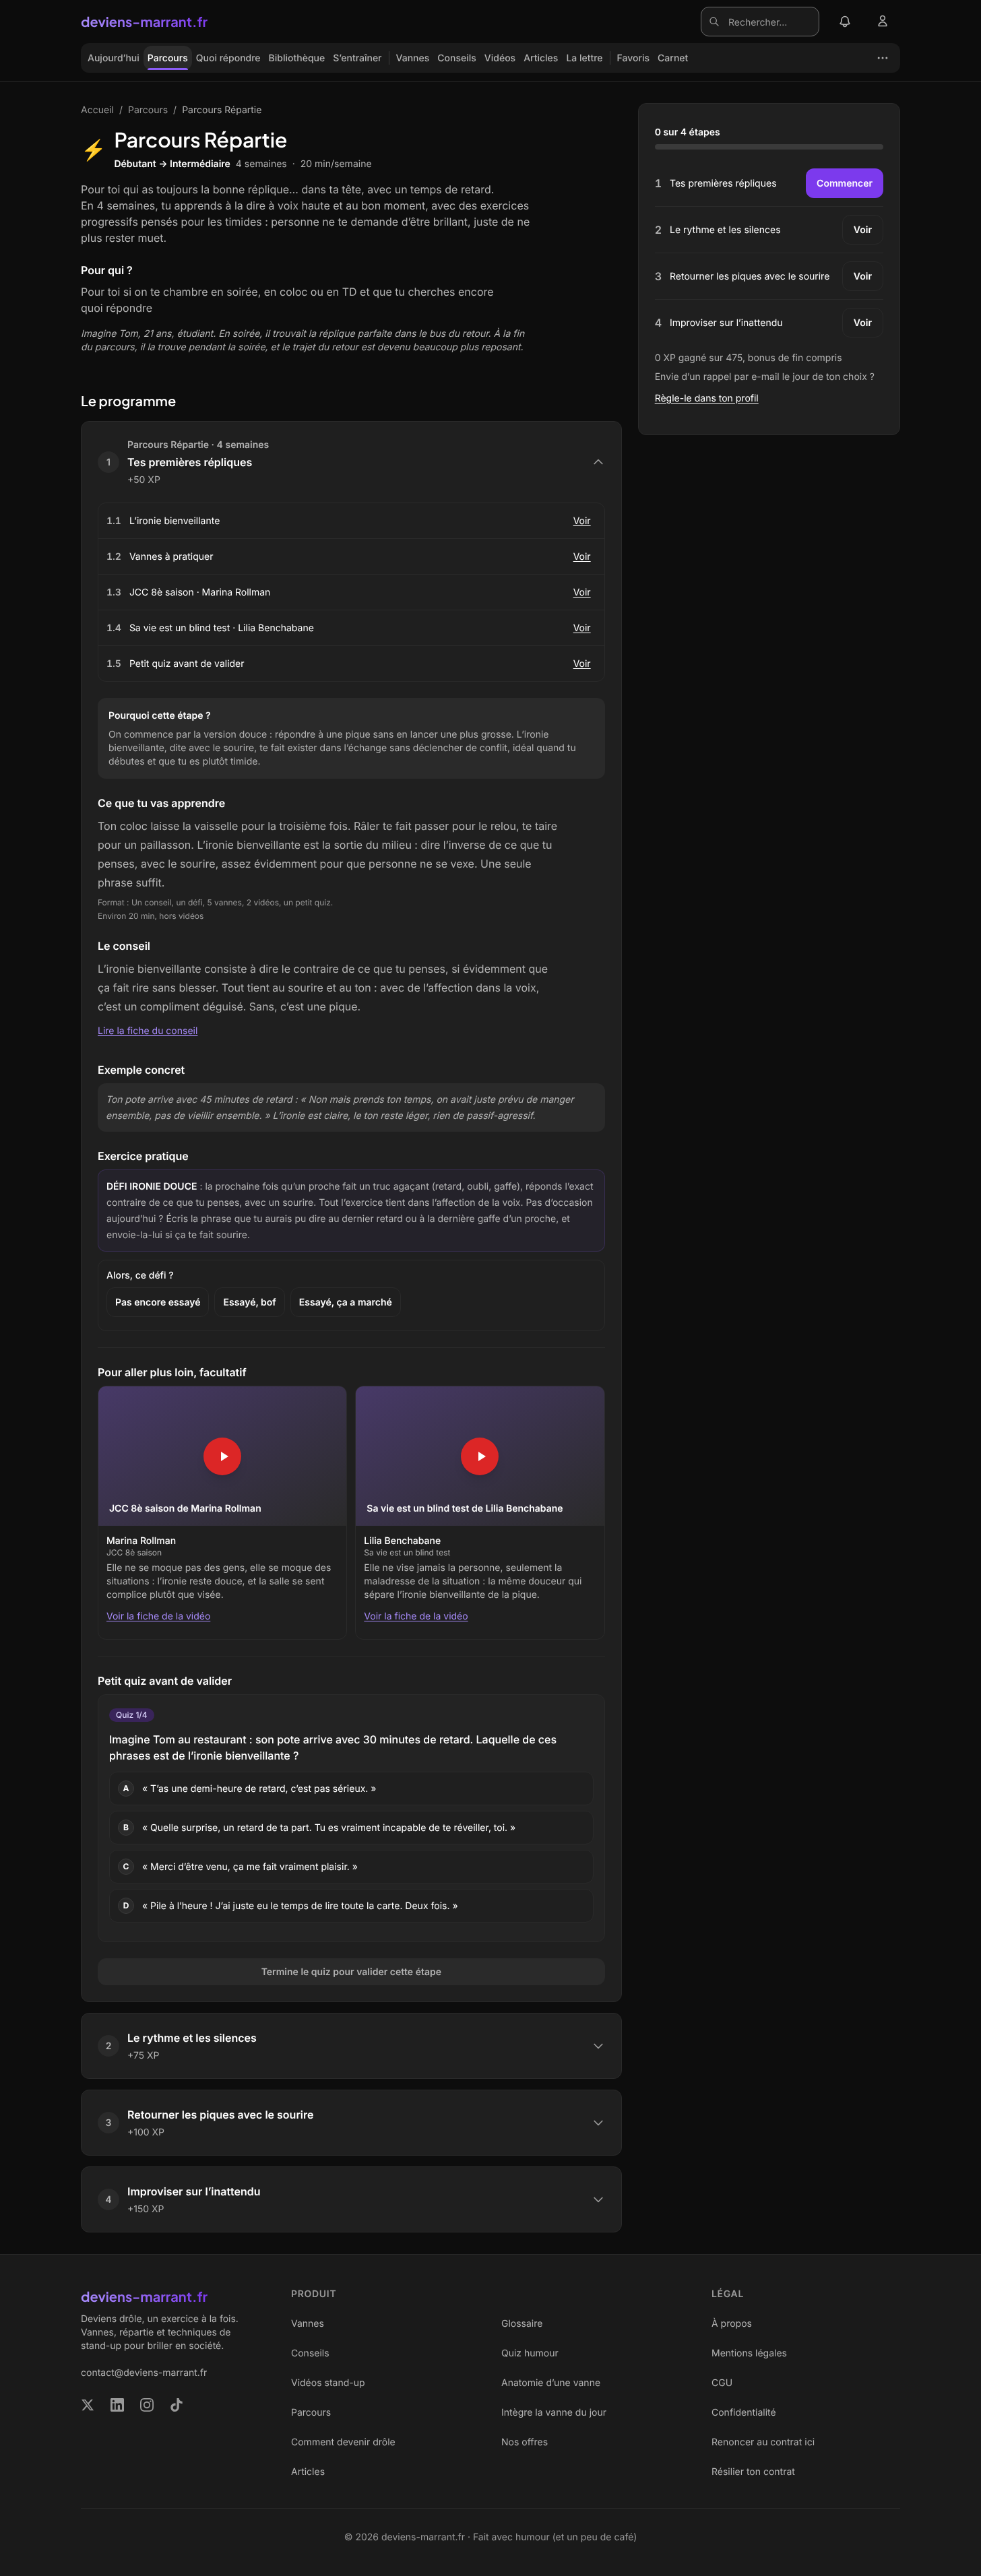 deviens-marrant.fr
Rechercher...
Aujourd’hui Parcours Quoi répondre Bibliothèque S’entraîner Vannes Conseils Vidéos Articles La lettre Favoris Carnet ...
Accueil / Parcours / Parcours Répartie
⚡ Parcours Répartie
Débutant → Intermédiaire 4 semaines · 20 min/semaine
Pour toi qui as toujours la bonne réplique… dans ta tête, avec un temps de retard.
En 4 semaines, tu apprends à la dire à voix haute et au bon moment, avec des exercices
progressifs pensés pour les timides : personne ne te demande d’être brillant, juste de ne
plus rester muet.
Pour qui ?
Pour toi si on te chambre en soirée, en coloc ou en TD et que tu cherches encore
quoi répondre
Imagine Tom, 21 ans, étudiant. En soirée, il trouvait la réplique parfaite dans le bus du retour. À la fin
du parcours, il la trouve pendant la soirée, et le trajet du retour est devenu beaucoup plus reposant.
0 sur 4 étapes
1 Tes premières répliques Commencer
2 Le rythme et les silences Voir
3 Retourner les piques avec le sourire Voir
4 Improviser sur l’inattendu Voir
0 XP gagné sur 475, bonus de fin compris
Envie d’un rappel par e-mail le jour de ton choix ?
Règle-le dans ton profil
Le programme
Parcours Répartie · 4 semaines
1 Tes premières répliques
+50 XP
1.1 L’ironie bienveillante Voir
1.2 Vannes à pratiquer Voir
1.3 JCC 8è saison · Marina Rollman Voir
1.4 Sa vie est un blind test · Lilia Benchabane Voir
1.5 Petit quiz avant de valider Voir
Pourquoi cette étape ?
On commence par la version douce : répondre à une pique sans en lancer une plus grosse. L’ironie
bienveillante, dite avec le sourire, te fait exister dans l’échange sans déclencher de conflit, idéal quand tu
débutes et que tu es plutôt timide.
Ce que tu vas apprendre
Ton coloc laisse la vaisselle pour la troisième fois. Râler te fait passer pour le relou, te taire
pour un paillasson. L’ironie bienveillante est la sortie du milieu : dire l’inverse de ce que tu
penses, avec le sourire, assez évidemment pour que personne ne se vexe. Une seule
phrase suffit.
Format : Un conseil, un défi, 5 vannes, 2 vidéos, un petit quiz.
Environ 20 min, hors vidéos
Le conseil
L’ironie bienveillante consiste à dire le contraire de ce que tu penses, si évidemment que
ça fait rire sans blesser. Tout tient au sourire et au ton : avec de l’affection dans la voix,
c’est un compliment déguisé. Sans, c’est une pique.
Lire la fiche du conseil
Exemple concret
Ton pote arrive avec 45 minutes de retard : « Non mais prends ton temps, on avait juste prévu de manger
ensemble, pas de vieillir ensemble. » L’ironie est claire, le ton reste léger, rien de passif-agressif.
Exercice pratique
DÉFI IRONIE DOUCE : la prochaine fois qu’un proche fait un truc agaçant (retard, oubli, gaffe), réponds l’exact
contraire de ce que tu penses, avec un sourire. Tout l’exercice tient dans l’affection de la voix. Pas d’occasion
aujourd’hui ? Écris la phrase que tu aurais pu dire au dernier retard ou à la dernière gaffe d’un proche, et
envoie-la-lui si ça te fait sourire.
Alors, ce défi ?
Pas encore essayé Essayé, bof Essayé, ça a marché
Pour aller plus loin, facultatif
JCC 8è saison de Marina Rollman
Marina Rollman
JCC 8è saison
Elle ne se moque pas des gens, elle se moque des
situations : l’ironie reste douce, et la salle se sent
complice plutôt que visée.
Voir la fiche de la vidéo
Sa vie est un blind test de Lilia Benchabane
Lilia Benchabane
Sa vie est un blind test
Elle ne vise jamais la personne, seulement la
maladresse de la situation : la même douceur qui
sépare l’ironie bienveillante de la pique.
Voir la fiche de la vidéo
Petit quiz avant de valider
Quiz 1/4
Imagine Tom au restaurant : son pote arrive avec 30 minutes de retard. Laquelle de ces
phrases est de l’ironie bienveillante ?
A « T’as une demi-heure de retard, c’est pas sérieux. »
B « Quelle surprise, un retard de ta part. Tu es vraiment incapable de te réveiller, toi. »
C « Merci d’être venu, ça me fait vraiment plaisir. »
D « Pile à l’heure ! J’ai juste eu le temps de lire toute la carte. Deux fois. »
Termine le quiz pour valider cette étape
2 Le rythme et les silences
+75 XP
3 Retourner les piques avec le sourire
+100 XP
4 Improviser sur l’inattendu
+150 XP
deviens-marrant.fr
Deviens drôle, un exercice à la fois.
Vannes, répartie et techniques de
stand-up pour briller en société.
contact@deviens-marrant.fr
PRODUIT
Vannes
Conseils
Vidéos stand-up
Parcours
Comment devenir drôle
Articles
Glossaire
Quiz humour
Anatomie d’une vanne
Intègre la vanne du jour
Nos offres
LÉGAL
À propos
Mentions légales
CGU
Confidentialité
Renoncer au contrat ici
Résilier ton contrat
© 2026 deviens-marrant.fr · Fait avec humour (et un peu de café)